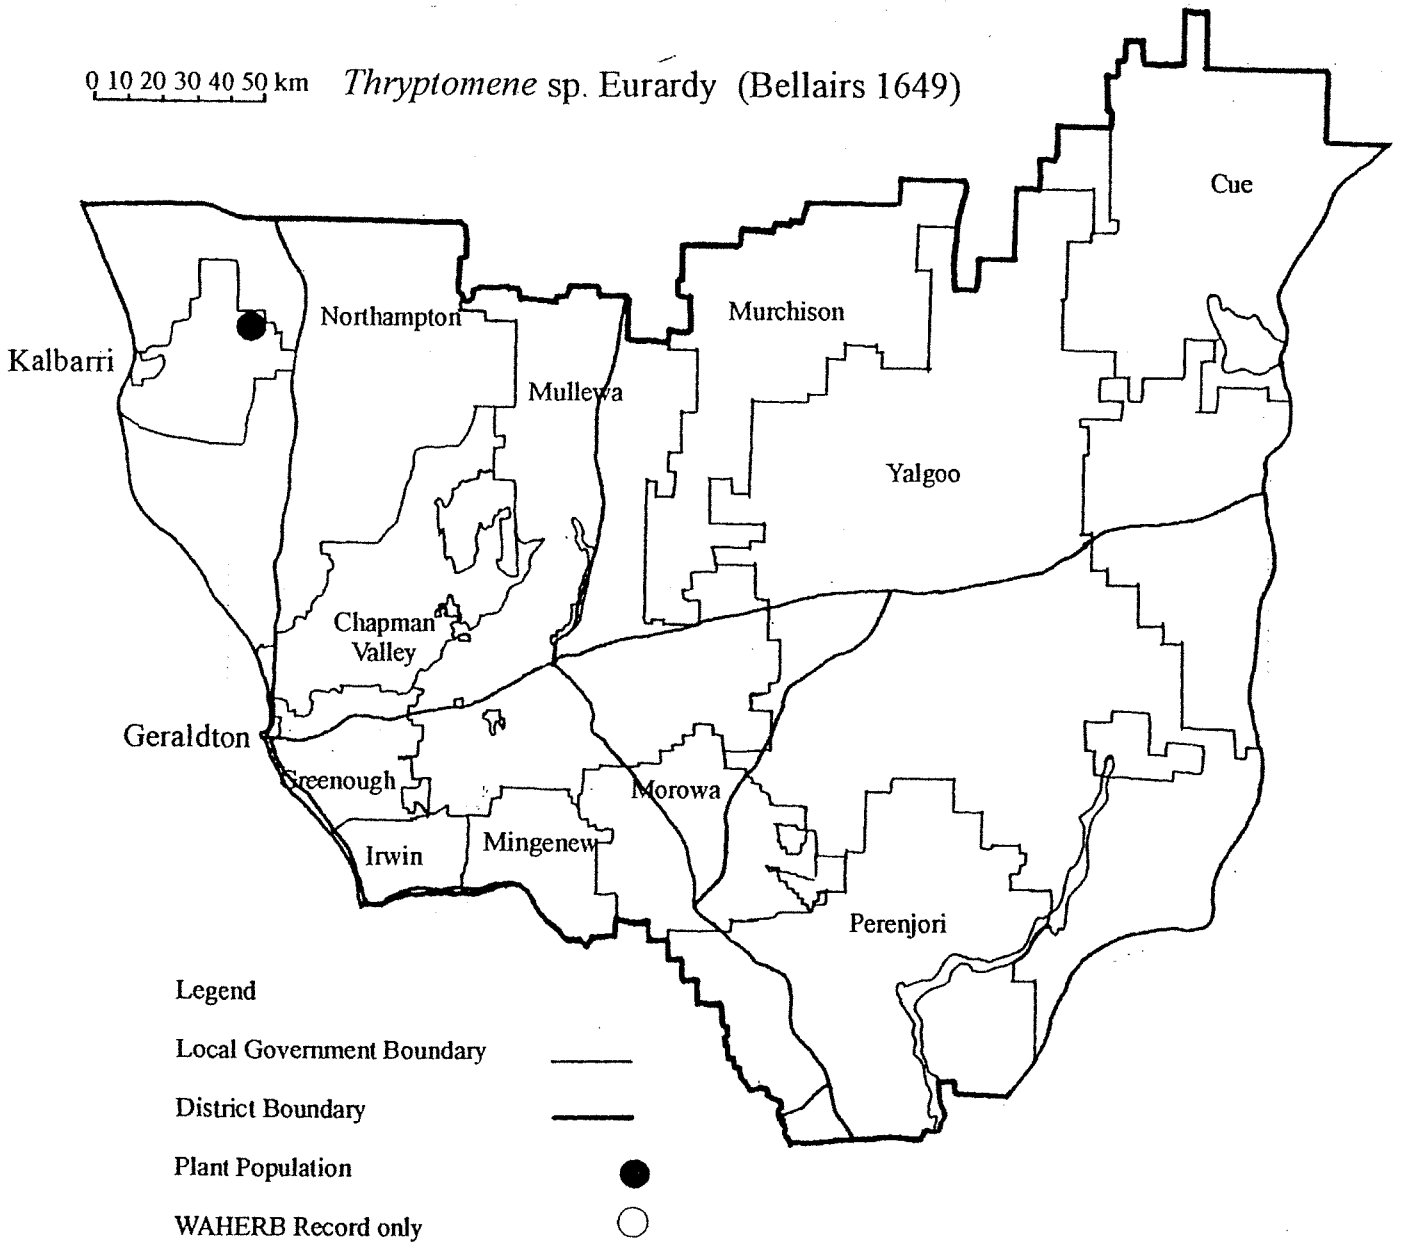 0 10 20 30 40 50 km
Thryptomene sp. Eurardy (Bellairs 1649)
Cue
Northampton
Murchison
Kalbarri
Mullewa
Yalgoo
Chapman
Valley
Geraldton
Greenough
Morowa
Irwin
Mingenew
Perenjori
Legend
Local Government Boundary
District Boundary
Plant Population
WAHERB Record only